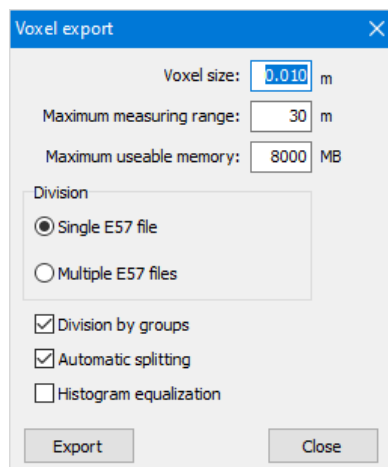 Voxel export
Voxel size: 0.010 m
Maximum measuring range: 30 m
Maximum useable memory: 8000 MB
Division
Single E57 file
Multiple E57 files
Division by groups
Automatic splitting
Histogram equalization
Export Close